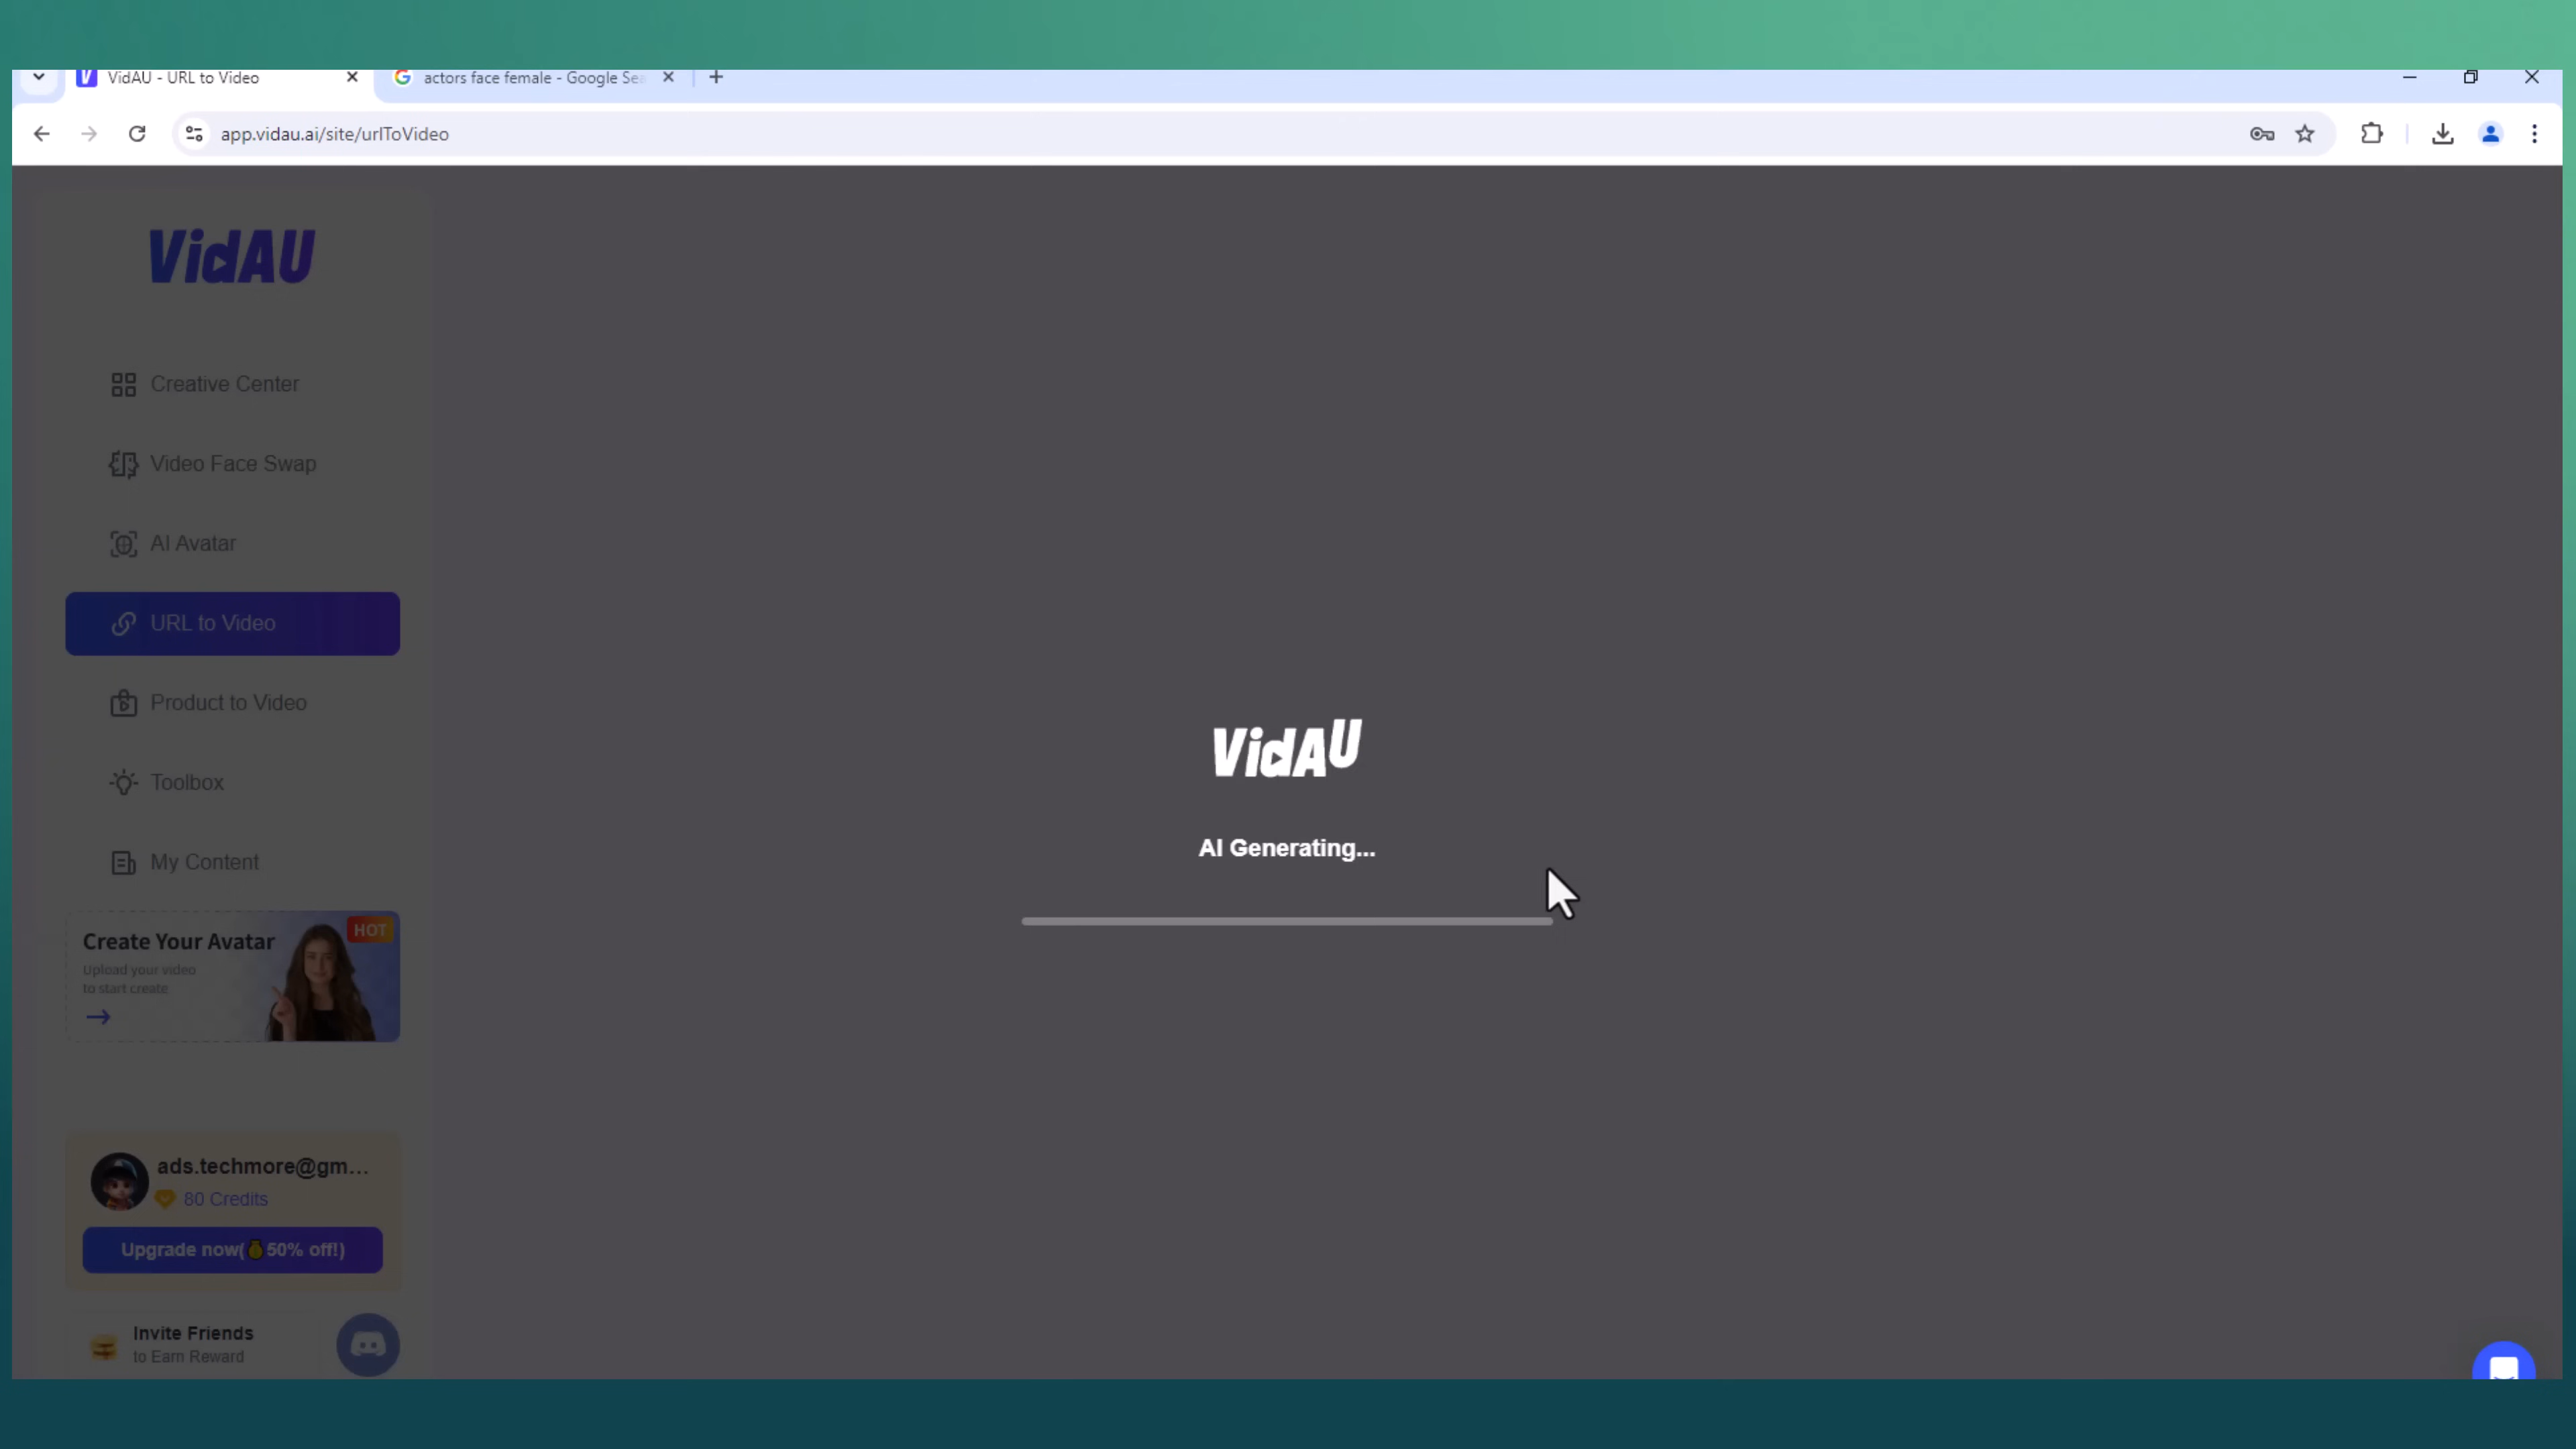 VidAU - URL to Video
actors face female - Google Sea
app.vidau.ai/site/urlToVideo
VidAU
Creative Center
Video Face Swap
AI Avatar
URL to Video
Product to Video
Toolbox
My Content
Create Your Avatar
HOT
Upload your video
to start create
ads.techmore@gm...
80 Credits
Upgrade now(50% off!)
Invite Friends
to Earn Reward
VidAU
AI Generating...